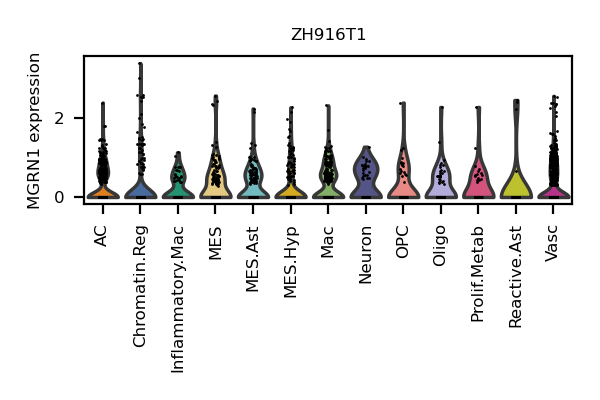 ZH916T1
MGRN1 expression
2
0
AC
Chromatin.Reg
Inflammatory.Mac
MES
MES.Ast
MES.Hyp
Mac
Neuron
OPC
Oligo
Prolif.Metab
Reactive.Ast
Vasc